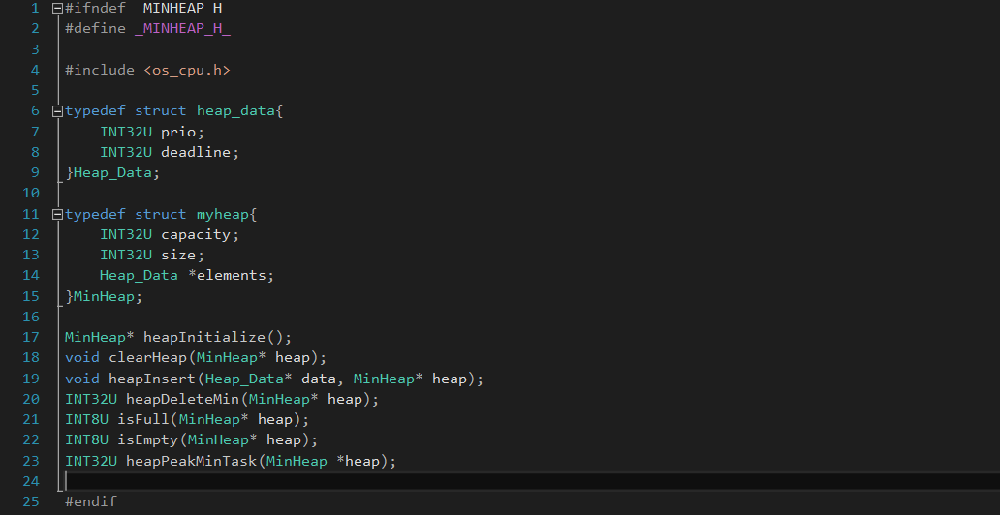 1 #ifndef _MINHEAP_H_
2 #define _MINHEAP_H_
3
4 #include <os_cpu.h>
5
6 typedef struct heap_data{
7     INT32U prio;
8     INT32U deadline;
9 }Heap_Data;
10
11 typedef struct myheap{
12     INT32U capacity;
13     INT32U size;
14     Heap_Data *elements;
15 }MinHeap;
16
17 MinHeap* heapInitialize();
18 void clearHeap(MinHeap* heap);
19 void heapInsert(Heap_Data* data, MinHeap* heap);
20 INT32U heapDeleteMin(MinHeap* heap);
21 INT8U isFull(MinHeap* heap);
22 INT8U isEmpty(MinHeap* heap);
23 INT32U heapPeakMinTask(MinHeap *heap);
24
25 #endif